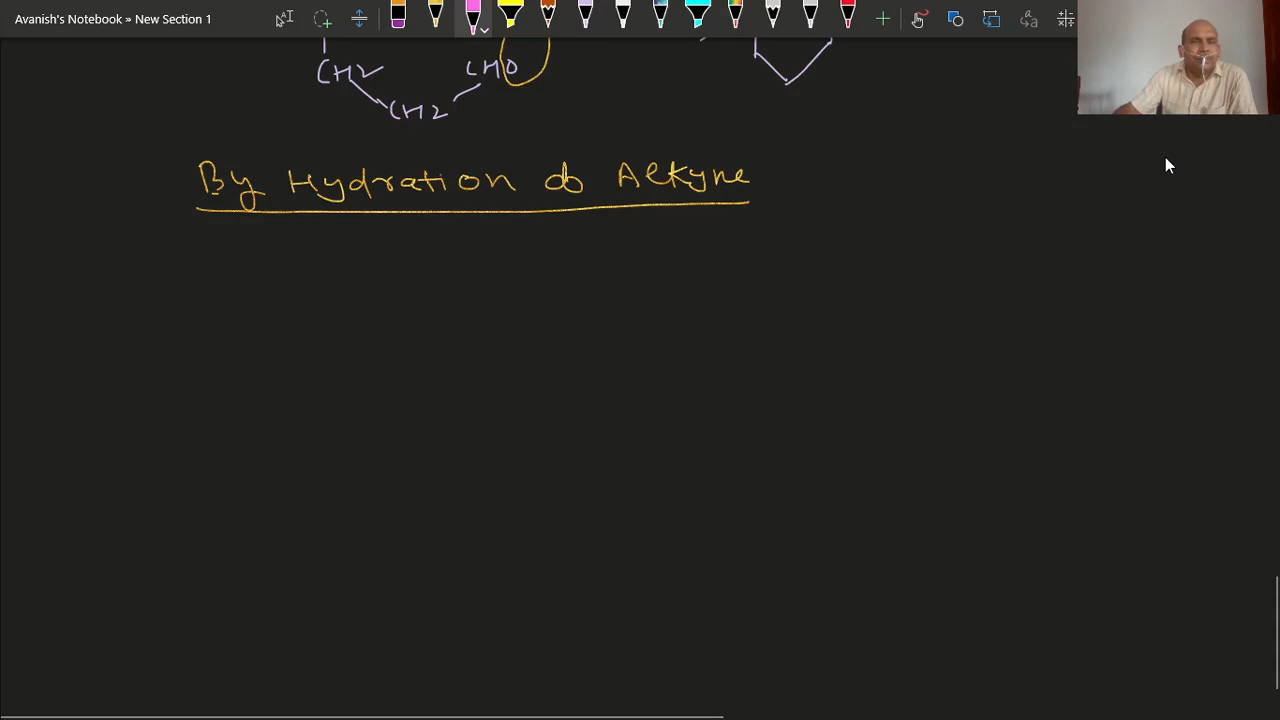 Avanish's Notebook » New Section 1
CH2 CHO
CH2
By Hydration of Alkyne